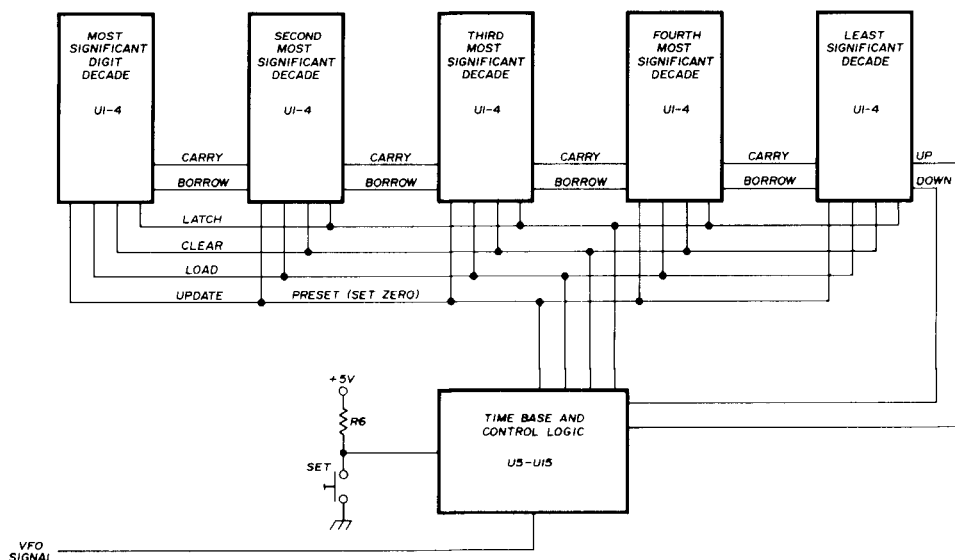 MOST
SIGNIFICANT
DIGIT
DECADE
U1-4
SECOND
MOST
SIGNIFICANT
DECADE
U1-4
THIRD
MOST
SIGNIFICANT
DECADE
U1-4
FOURTH
MOST
SIGNIFICANT
DECADE
U1-4
LEAST
SIGNIFICANT
DECADE
U1-4
CARRY
CARRY
CARRY
CARRY
UP
BORROW
BORROW
BORROW
BORROW
DOWN
LATCH
CLEAR
LOAD
UPDATE
PRESET (SET ZERO)
+5V
R6
SET
TIME BASE AND
CONTROL LOGIC
U5-U15
VFO
SIGNAL